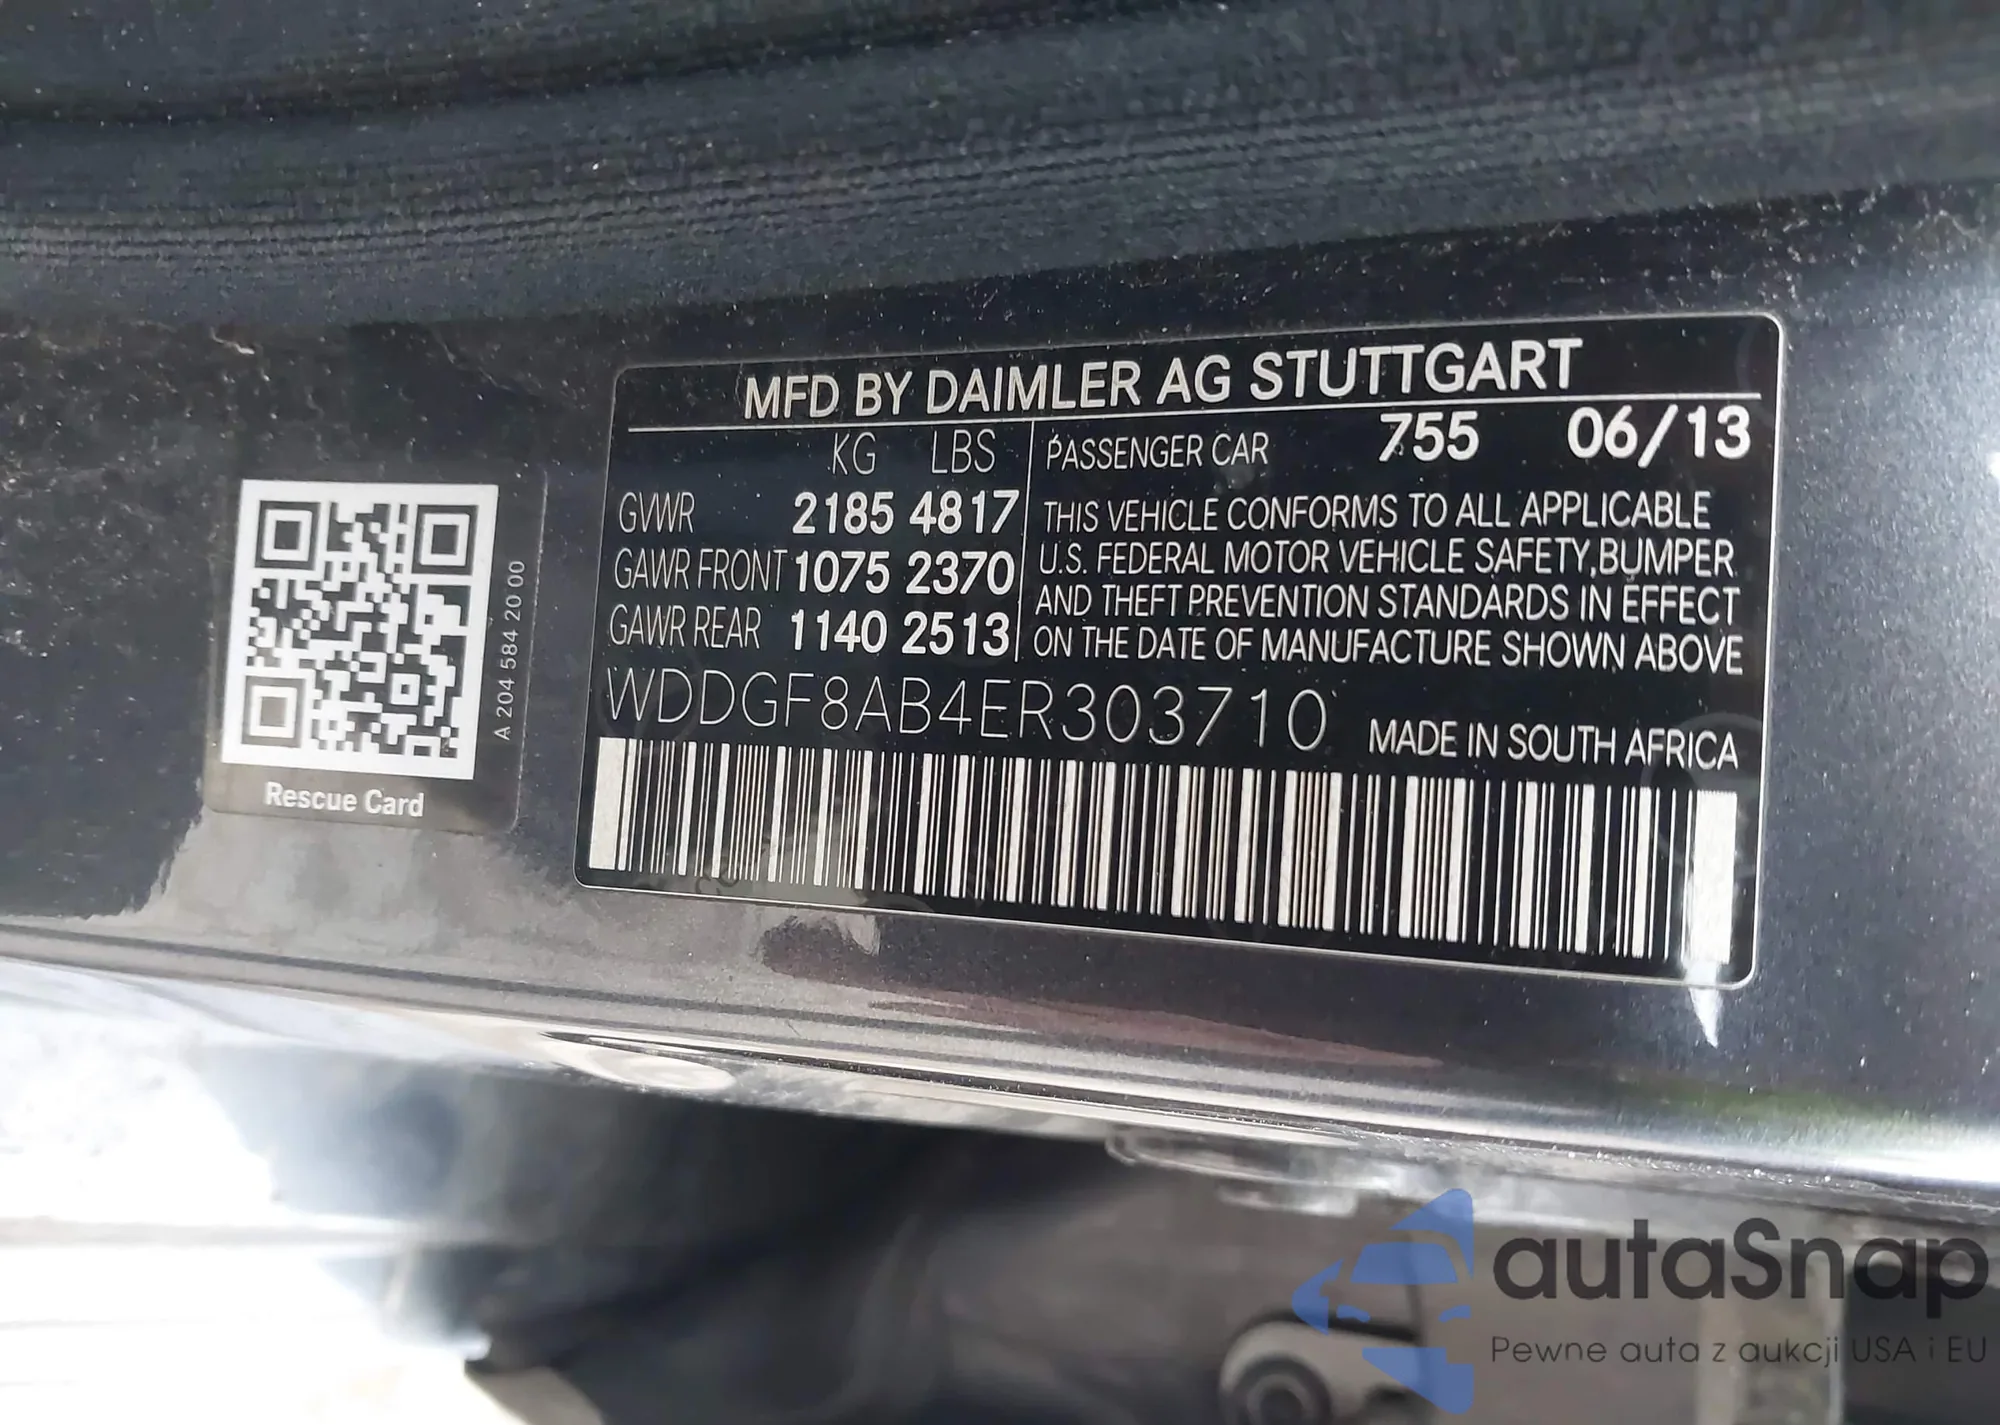 MFD BY DAIMLER AG STUTTGART
KG LBS
GVWR 2185 4817
GAWR FRONT 1075 2370
GAWR REAR 1140 2513
PASSENGER CAR 755 06/13
THIS VEHICLE CONFORMS TO ALL APPLICABLE
U.S. FEDERAL MOTOR VEHICLE SAFETY, BUMPER
AND THEFT PREVENTION STANDARDS IN EFFECT
ON THE DATE OF MANUFACTURE SHOWN ABOVE
WDDGF8AB4ER303710
MADE IN SOUTH AFRICA
A 204 584 20 00
Rescue Card
autaSnap
Pewne auta z aukcji USA i EU